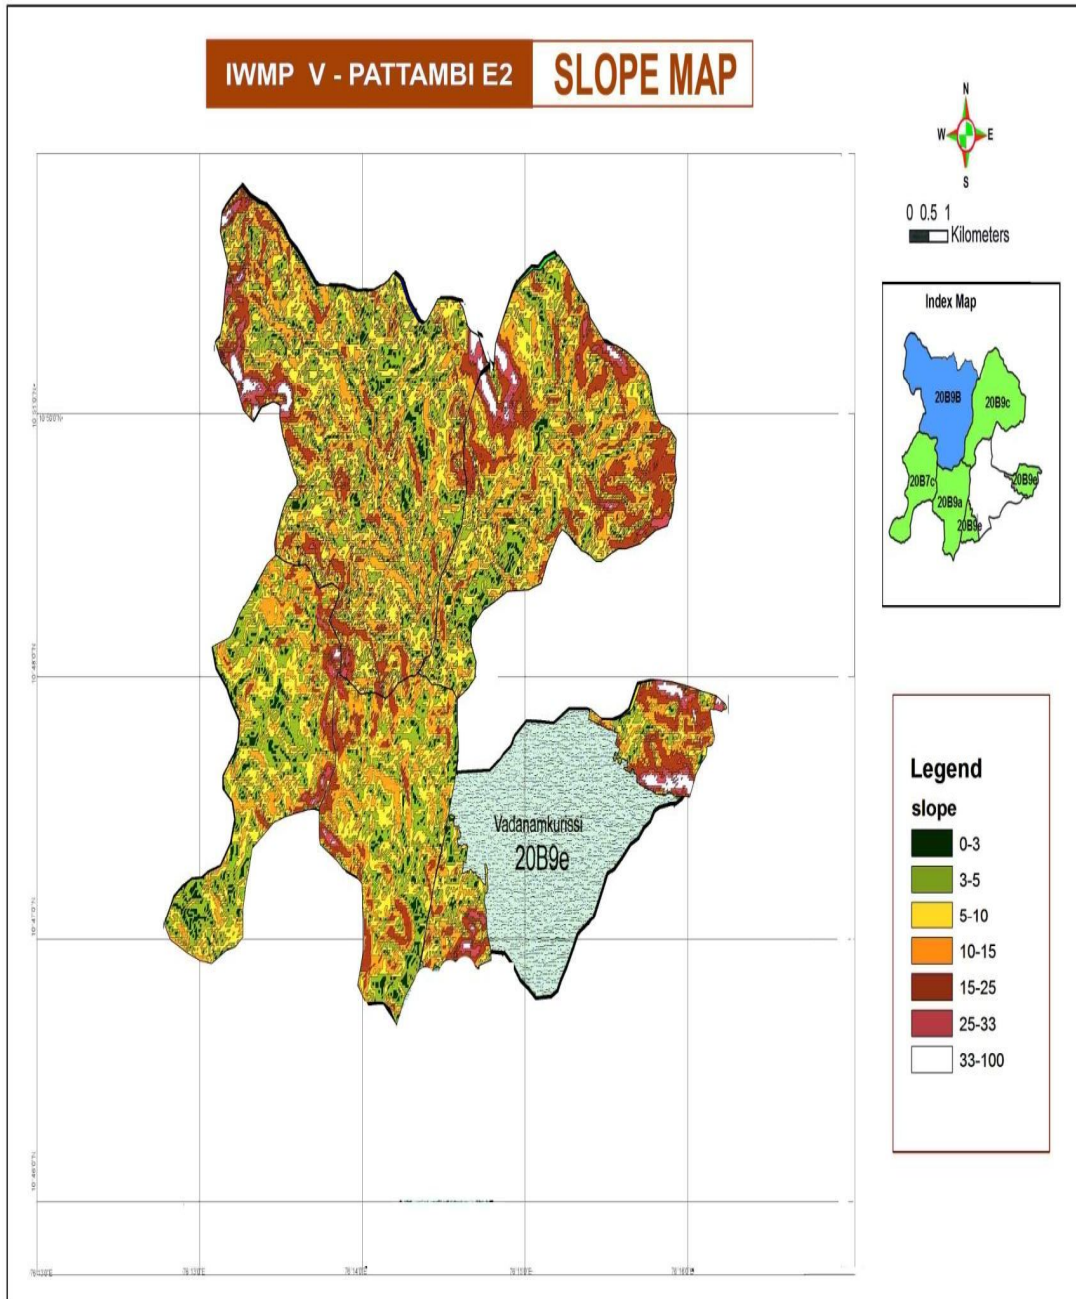 IWMP V - PATTAMBI E2
SLOPE MAP
N
W E
S
0 0.5 1
Kilometers
Index Map
20B9B
20B9c
20B7c
20B9a
20B9e
20B9e
Vadanamkurissi
20B9e
Legend
slope
0-3
3-5
5-10
10-15
15-25
25-33
33-100